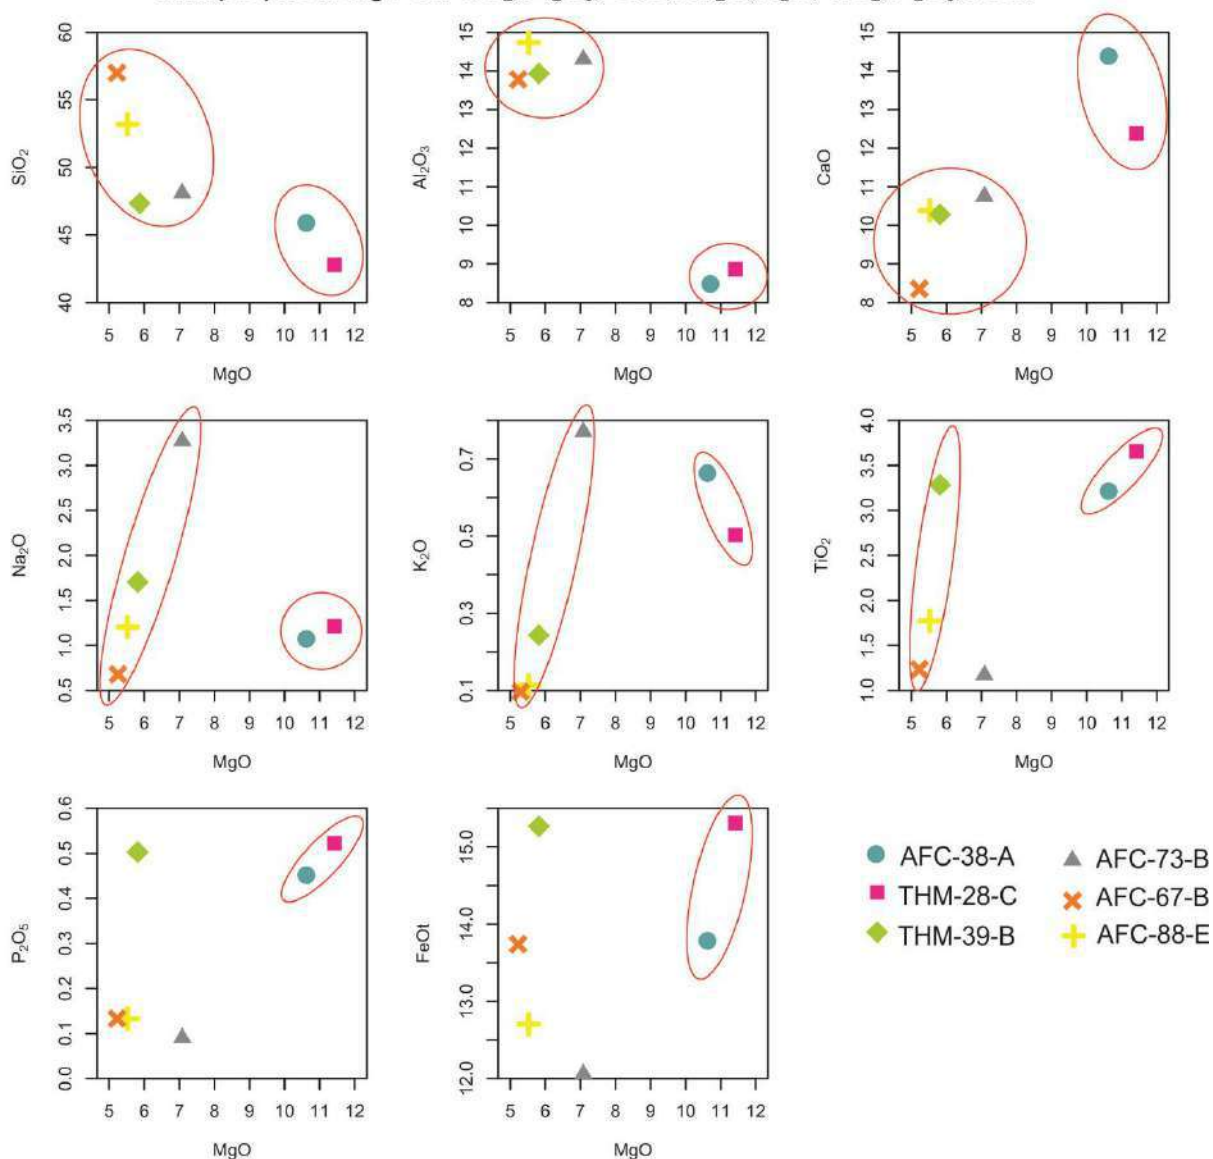 60
55
50
45
40
SiO₂
5 6 7 8 9 10 11 12
MgO
15
14
13
12
11
10
9
8
Al₂O₃
5 6 7 8 9 10 11 12
MgO
15
14
13
12
11
10
9
8
CaO
5 6 7 8 9 10 11 12
MgO
3.5
3.0
2.5
2.0
1.5
1.0
0.5
Na₂O
5 6 7 8 9 10 11 12
MgO
0.7
0.5
0.3
0.1
K₂O
5 6 7 8 9 10 11 12
MgO
4.0
3.5
3.0
2.5
2.0
1.5
1.0
TiO₂
5 6 7 8 9 10 11 12
MgO
0.6
0.5
0.4
0.3
0.2
0.1
0.0
P₂O₅
5 6 7 8 9 10 11 12
MgO
15.0
14.0
13.0
12.0
FeOt
5 6 7 8 9 10 11 12
MgO
AFC-38-A
THM-28-C
THM-39-B
AFC-73-B
AFC-67-B
AFC-88-E